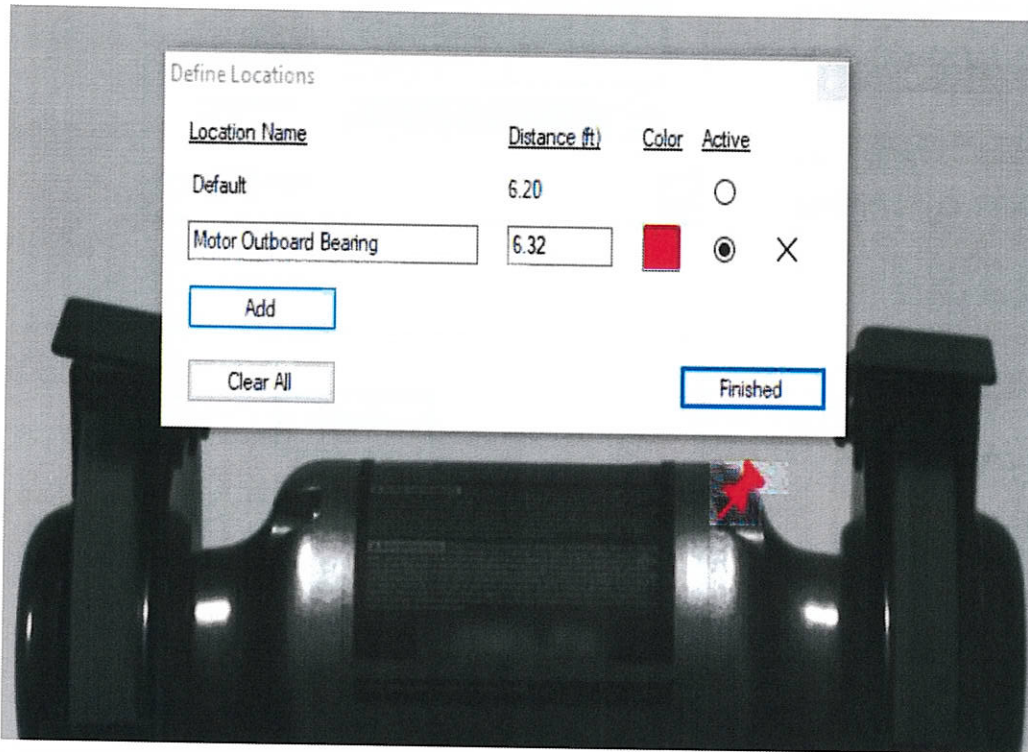 Define Locations
Location Name Distance (ft) Color Active
Default 6.20
Motor Outboard Bearing 6.32
Add
Clear All
Finished